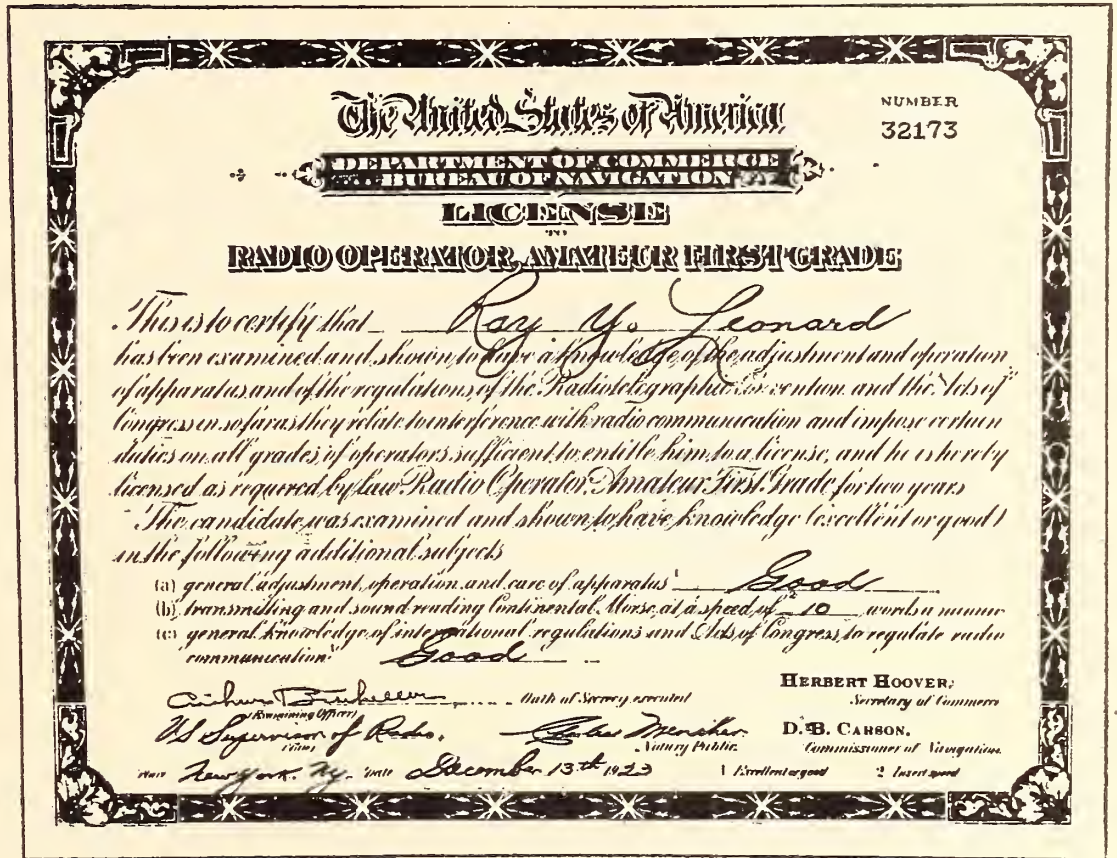 The United States of America
NUMBER
32173
DEPARTMENT OF COMMERCE
BUREAU OF NAVIGATION
LICENSE
TO
RADIO OPERATOR, AMATEUR FIRST GRADE
This is to certify that Ray Y. Leonard
has been examined and shown to have a knowledge of the adjustment and operation
of apparatus and of the regulations of the Radiotelegraphic Convention and the Acts of
Congress in so far as they relate to interference with radio communication and impose certain
duties on all grades of operators sufficient to entitle him to a license, and he is hereby
licensed as required by law Radio Operator, Amateur First Grade for two years
The candidate was examined and shown to have knowledge (excellent or good)
in the following additional subjects
(a) general adjustment, operation and care of apparatus 1 Good
(b) transmitting and sound reading Continental Morse at a speed of 2 10 words a minute
(c) general knowledge of international regulations and Acts of Congress to regulate radio
communication 1 Good
HERBERT HOOVER,
Oath of Secrecy executed Secretary of Commerce
(Examining Officer)
US Supervisor of Radio. D. B. CARSON,
Notary Public. Commissioner of Navigation.
Place New York. NY. Date December 13th 1923 1 Excellent or good 2 Insert speed